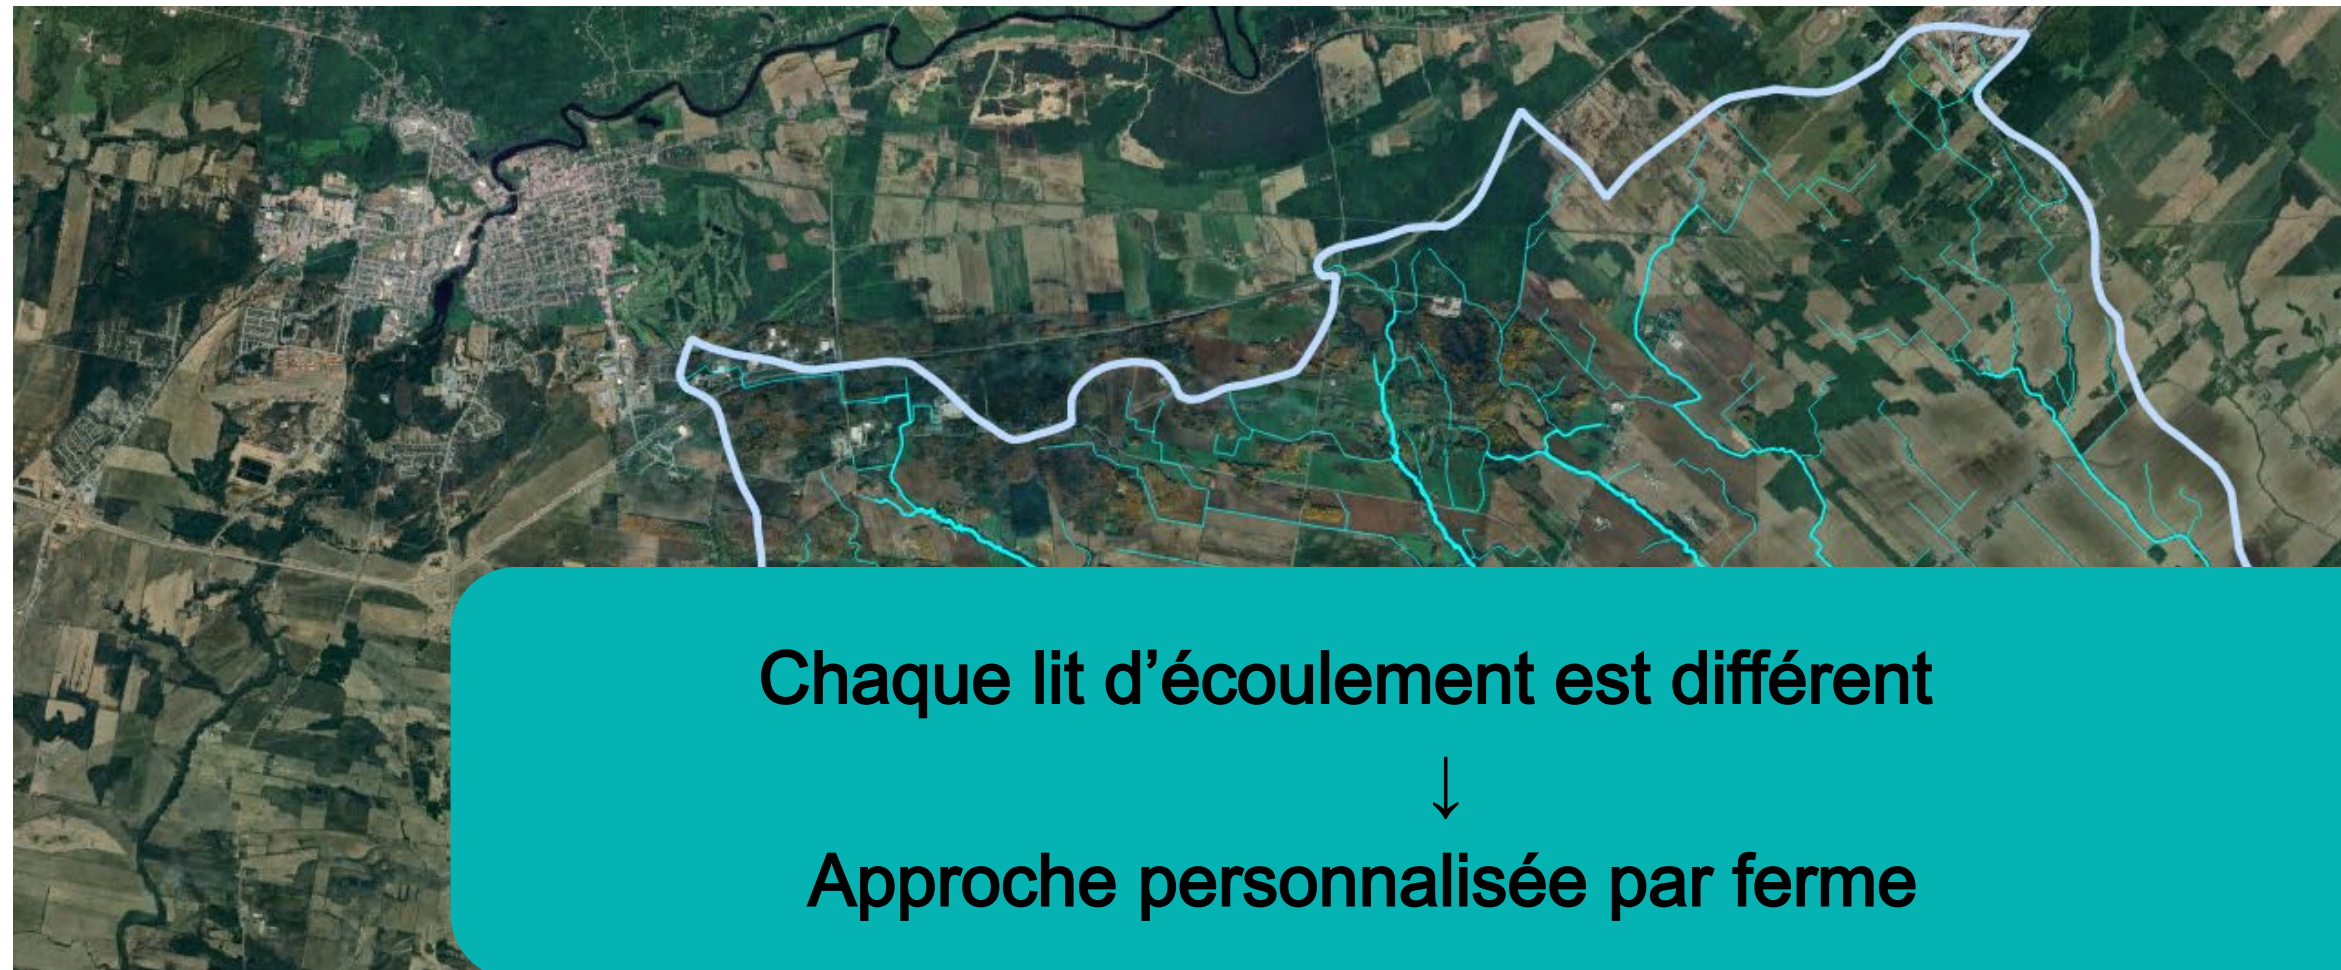 Chaque lit d’écoulement est différent
↓
Approche personnalisée par ferme